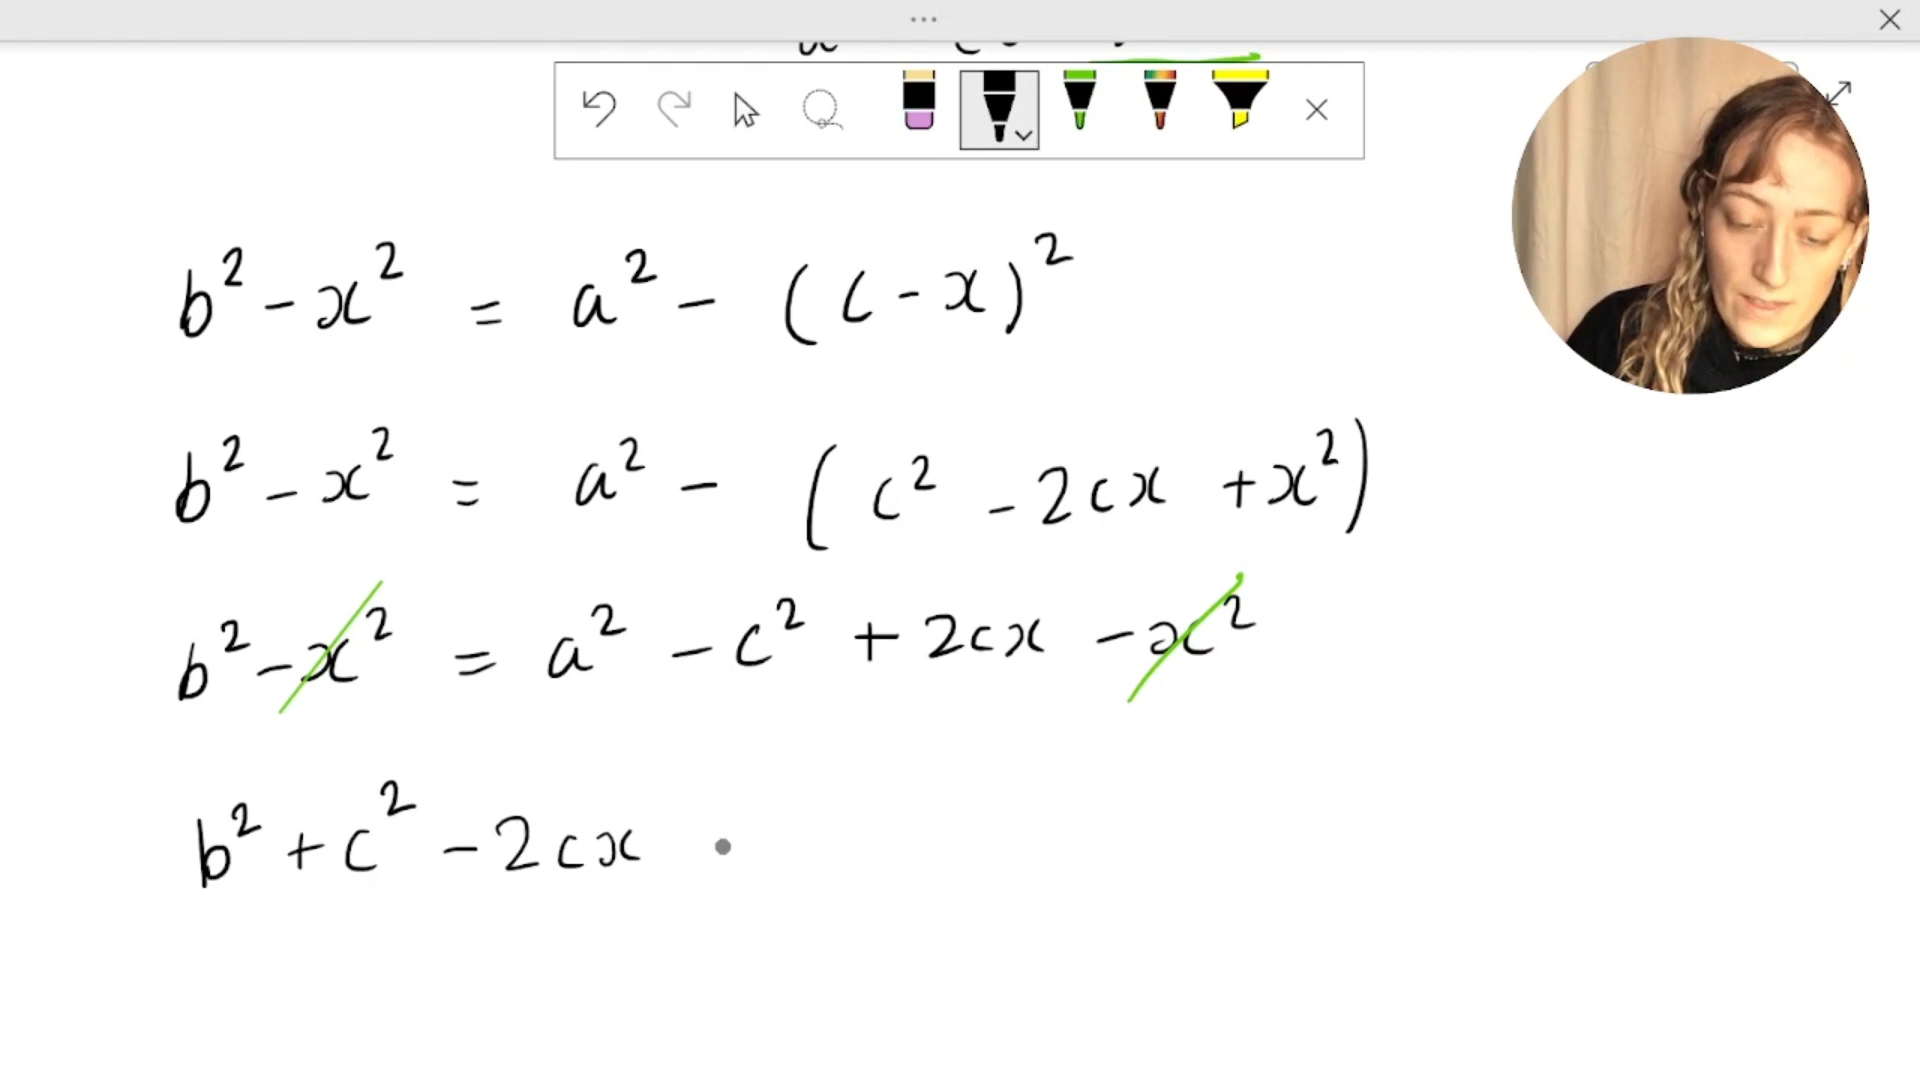 b² - x² = a² - (c - x)²
b² - x² = a² - (c² - 2cx + x²)
b² - x² = a² - c² + 2cx - x²
b² + c² - 2cx